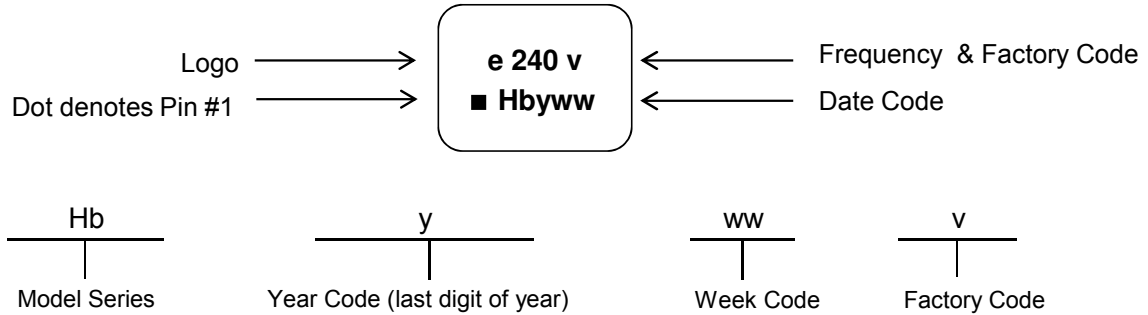 Logo
e 240 v
Frequency & Factory Code
Dot denotes Pin #1
■ Hbyww
Date Code
Hb
y
ww
v
Model Series
Year Code (last digit of year)
Week Code
Factory Code